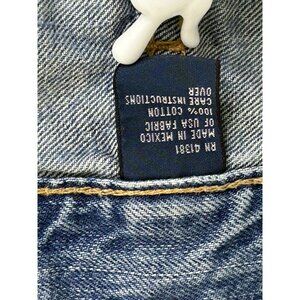 RN 41381
MADE IN MEXICO
OF USA FABRIC
100% COTTON
CARE INSTRUCTIONS
OVER